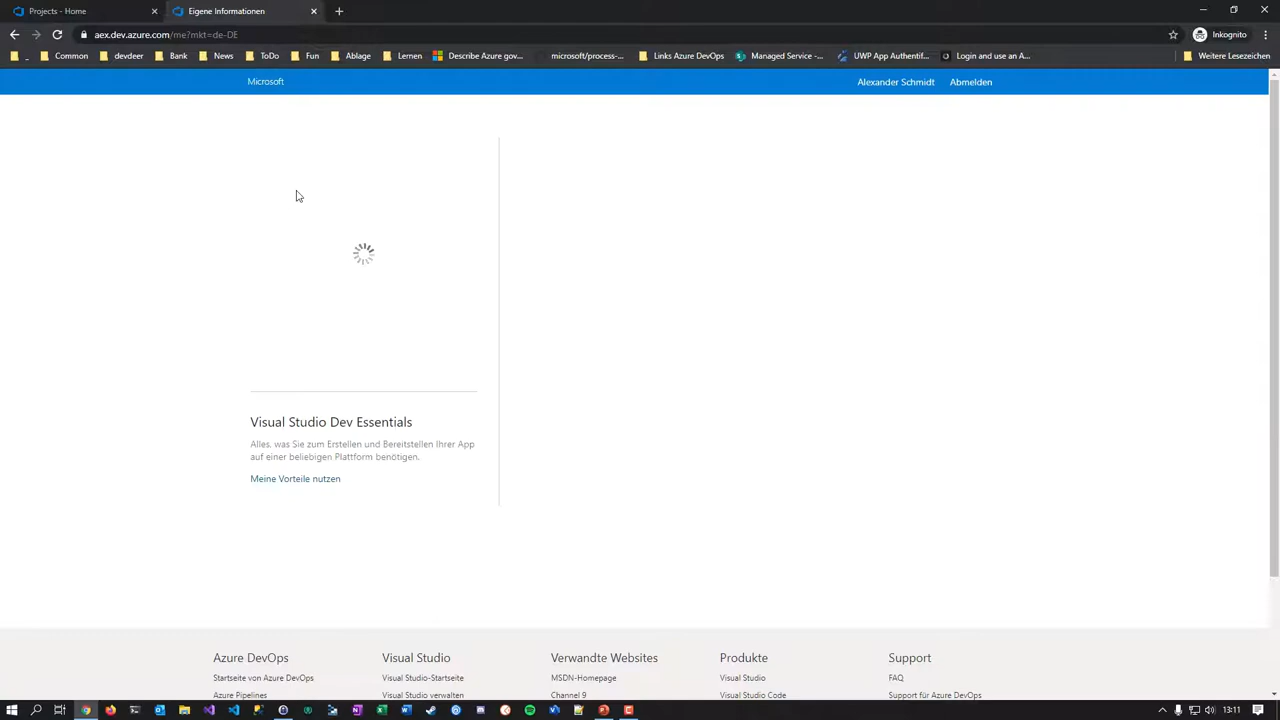 Projects - Home
Eigene Informationen
aex.dev.azure.com/me?mkt=de-DE
Inkognito
Common
devdeer
Bank
News
ToDo
Fun
Ablage
Lernen
Describe Azure gov...
microsoft/process-...
Links Azure DevOps
Managed Service -...
UWP App Authentif...
Login and use an A...
Weitere Lesezeichen
Microsoft
Alexander Schmidt
Abmelden
Visual Studio Dev Essentials
Alles, was Sie zum Erstellen und Bereitstellen Ihrer App
auf einer beliebigen Plattform benötigen.
Meine Vorteile nutzen
Azure DevOps
Visual Studio
Verwandte Websites
Produkte
Support
Startseite von Azure DevOps
Visual Studio-Startseite
MSDN-Homepage
Visual Studio
FAQ
Azure Pipelines
Visual Studio verwalten
Channel 9
Visual Studio Code
Support für Azure DevOps
13:11